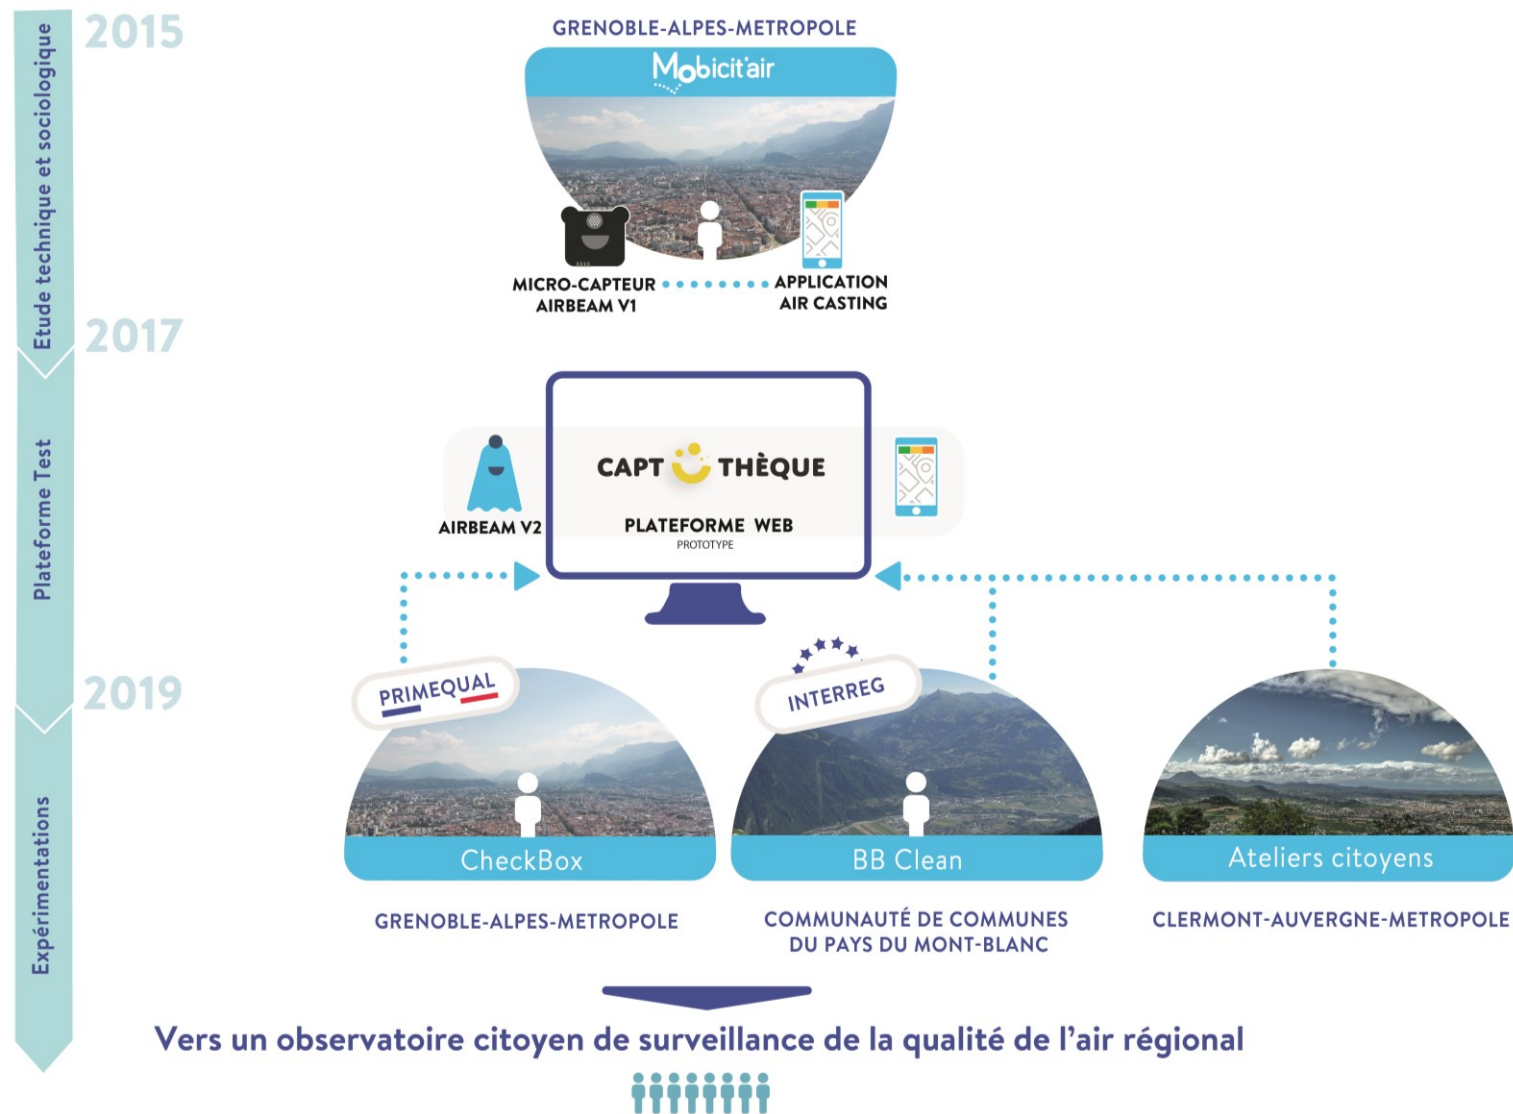 2015
Etude technique et sociologique
GRENOBLE-ALPES-METROPOLE
Mobicit'air
MICRO-CAPTEUR
AIRBEAM V1
APPLICATION
AIR CASTING
2017
Plateforme Test
CAPT THÈQUE
PLATEFORME WEB
PROTOTYPE
AIRBEAM V2
2019
Expérimentations
PRIMEQUAL
INTERREG
CheckBox
BB Clean
Ateliers citoyens
GRENOBLE-ALPES-METROPOLE
COMMUNAUTÉ DE COMMUNES
DU PAYS DU MONT-BLANC
CLERMONT-AUVERGNE-METROPOLE
Vers un observatoire citoyen de surveillance de la qualité de l'air régional